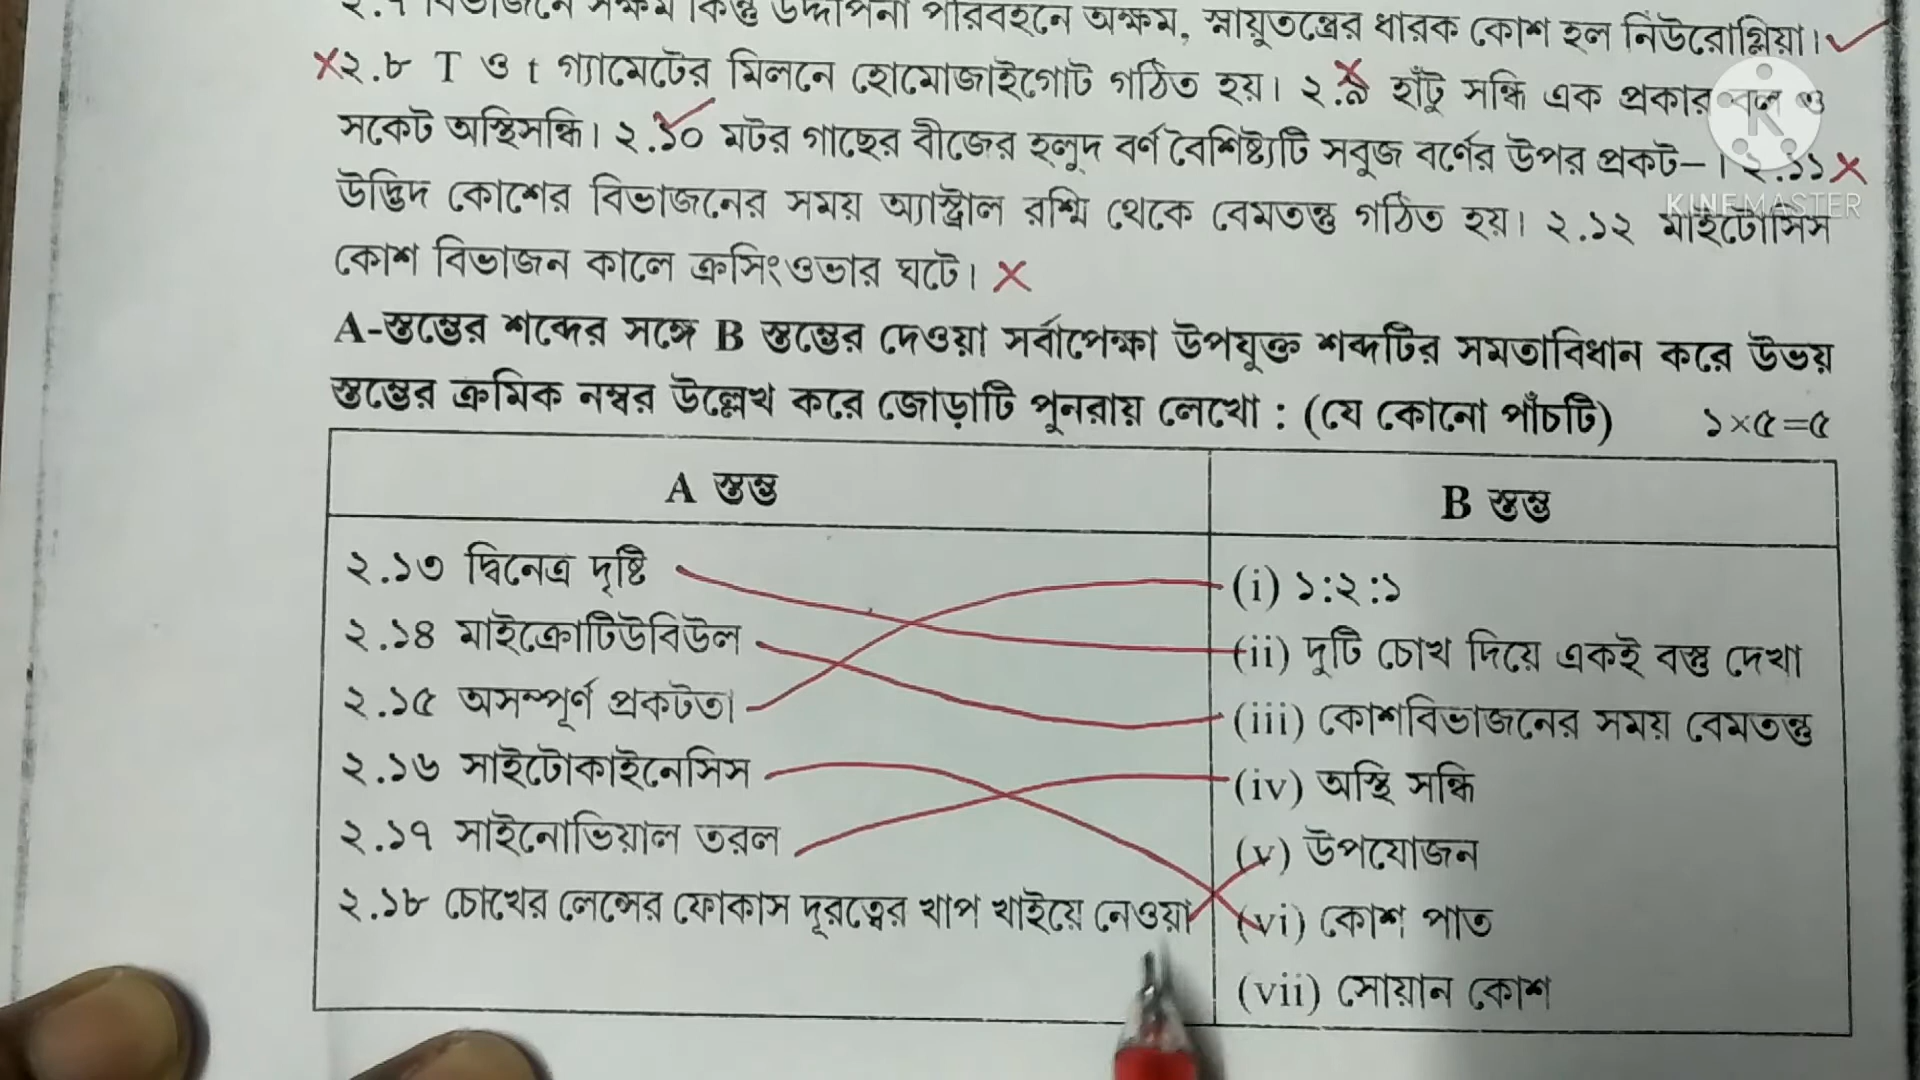 ২.৭ বিভাজনে সক্ষম কিন্তু উদ্দীপনা পরিবহনে অক্ষম, স্নায়ুতন্ত্রের ধারক কোশ হল নিউরোগ্লিয়া।
২.৮ T ও t গ্যামেটের মিলনে হোমোজাইগোট গঠিত হয়। ২.৯ হাঁটু সন্ধি এক প্রকার বল ও
সকেট অস্থিসন্ধি। ২.১০ মটর গাছের বীজের হলুদ বর্ণ বৈশিষ্ট্যটি সবুজ বর্ণের উপর প্রকট–। ২.১১
উদ্ভিদ কোশের বিভাজনের সময় অ্যাস্ট্রাল রশ্মি থেকে বেমতন্তু গঠিত হয়। ২.১২ মাইটোসিস
KINEMASTER
কোশ বিভাজন কালে ক্রসিংওভার ঘটে।
A-স্তম্ভের শব্দের সঙ্গে B স্তম্ভের দেওয়া সর্বাপেক্ষা উপযুক্ত শব্দটির সমতাবিধান করে উভয়
স্তম্ভের ক্রমিক নম্বর উল্লেখ করে জোড়াটি পুনরায় লেখো : (যে কোনো পাঁচটি) ১×৫=৫
A স্তম্ভ
B স্তম্ভ
২.১৩ দ্বিনেত্র দৃষ্টি
(i) ১:২:১
২.১৪ মাইক্রোটিউবিউল
(ii) দুটি চোখ দিয়ে একই বস্তু দেখা
২.১৫ অসম্পূর্ণ প্রকটতা
(iii) কোশবিভাজনের সময় বেমতন্তু
২.১৬ সাইটোকাইনেসিস
(iv) অস্থি সন্ধি
২.১৭ সাইনোভিয়াল তরল
(v) উপযোজন
২.১৮ চোখের লেন্সের ফোকাস দূরত্বের খাপ খাইয়ে নেওয়া
(vi) কোশ পাত
(vii) সোয়ান কোশ